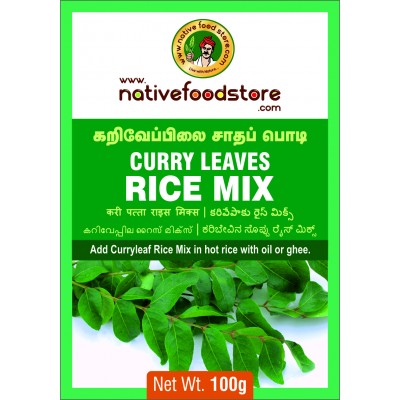 www.nativefoodstore.com
www.
nativefoodstore
.com
கறிவேப்பிலை சாதப் பொடி
CURRY LEAVES
RICE MIX
करी पत्ता राइस मिक्स | కరివేపాకు రైస్ మిక్స్
കറിവേപ്പില റൈസ് മിക്സ് | ಕರಿಬೇವಿನ ಸೊಪ್ಪು ರೈಸ್ ಮಿಕ್ಸ್
Add Curryleaf Rice Mix in hot rice with oil or ghee.
Net Wt. 100g